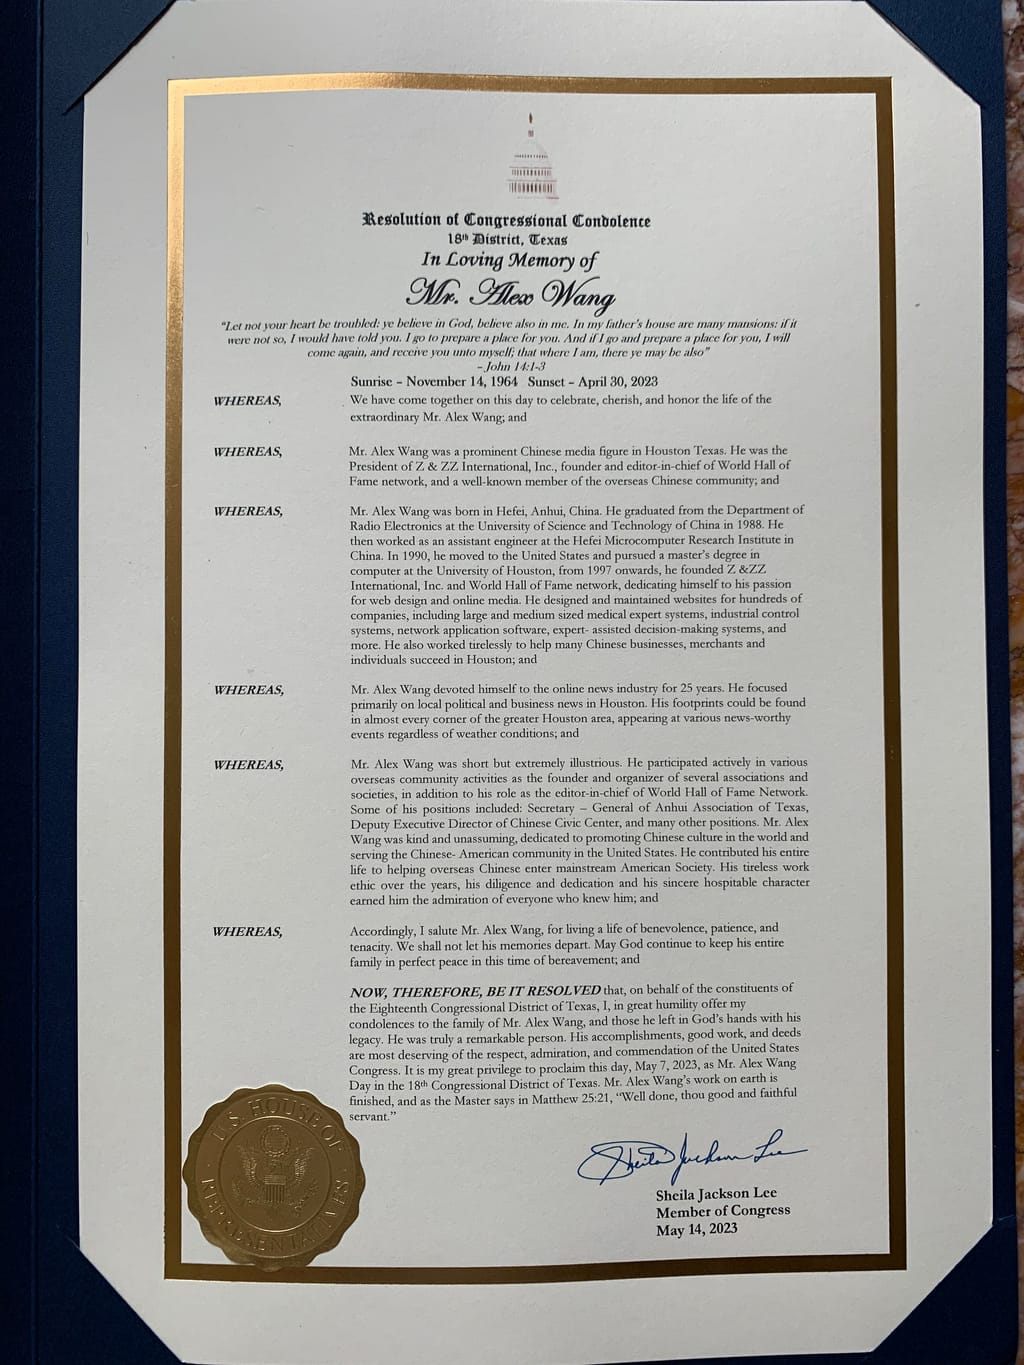 Resolution of Congressional Condolence
18th District, Texas
In Loving Memory of
Mr. Alex Wang
"Let not your heart be troubled: ye believe in God, believe also in me. In my father's house are many mansions: if it
were not so, I would have told you. I go to prepare a place for you. And if I go and prepare a place for you, I will
come again, and receive you unto myself; that where I am, there ye may be also"
- John 14:1-3
Sunrise – November 14, 1964 Sunset – April 30, 2023
WHEREAS, We have come together on this day to celebrate, cherish, and honor the life of the
extraordinary Mr. Alex Wang; and
WHEREAS, Mr. Alex Wang was a prominent Chinese media figure in Houston Texas. He was the
President of Z & ZZ International, Inc., founder and editor-in-chief of World Hall of
Fame network, and a well-known member of the overseas Chinese community; and
WHEREAS, Mr. Alex Wang was born in Hefei, Anhui, China. He graduated from the Department of
Radio Electronics at the University of Science and Technology of China in 1988. He
then worked as an assistant engineer at the Hefei Microcomputer Research Institute in
China. In 1990, he moved to the United States and pursued a master's degree in
computer at the University of Houston, from 1997 onwards, he founded Z &ZZ
International, Inc. and World Hall of Fame network, dedicating himself to his passion
for web design and online media. He designed and maintained websites for hundreds of
companies, including large and medium sized medical expert systems, industrial control
systems, network application software, expert- assisted decision-making systems, and
more. He also worked tirelessly to help many Chinese businesses, merchants and
individuals succeed in Houston; and
WHEREAS, Mr. Alex Wang devoted himself to the online news industry for 25 years. He focused
primarily on local political and business news in Houston. His footprints could be found
in almost every corner of the greater Houston area, appearing at various news-worthy
events regardless of weather conditions; and
WHEREAS, Mr. Alex Wang was short but extremely illustrious. He participated actively in various
overseas community activities as the founder and organizer of several associations and
societies, in addition to his role as the editor-in-chief of World Hall of Fame Network.
Some of his positions included: Secretary – General of Anhui Association of Texas,
Deputy Executive Director of Chinese Civic Center, and many other positions. Mr. Alex
Wang was kind and unassuming, dedicated to promoting Chinese culture in the world and
serving the Chinese- American community in the United States. He contributed his entire
life to helping overseas Chinese enter mainstream American Society. His tireless work
ethic over the years, his diligence and dedication and his sincere hospitable character
earned him the admiration of everyone who knew him; and
WHEREAS, Accordingly, I salute Mr. Alex Wang, for living a life of benevolence, patience, and
tenacity. We shall not let his memories depart. May God continue to keep his entire
family in perfect peace in this time of bereavement; and
NOW, THEREFORE, BE IT RESOLVED that, on behalf of the constituents of
the Eighteenth Congressional District of Texas, I, in great humility offer my
condolences to the family of Mr. Alex Wang, and those he left in God's hands with his
legacy. He was truly a remarkable person. His accomplishments, good work, and deeds
are most deserving of the respect, admiration, and commendation of the United States
Congress. It is my great privilege to proclaim this day, May 7, 2023, as Mr. Alex Wang
Day in the 18th Congressional District of Texas. Mr. Alex Wang's work on earth is
finished, and as the Master says in Matthew 25:21, "Well done, thou good and faithful
servant."
U.S. HOUSE OF REPRESENTATIVES
Sheila Jackson Lee
Sheila Jackson Lee
Member of Congress
May 14, 2023